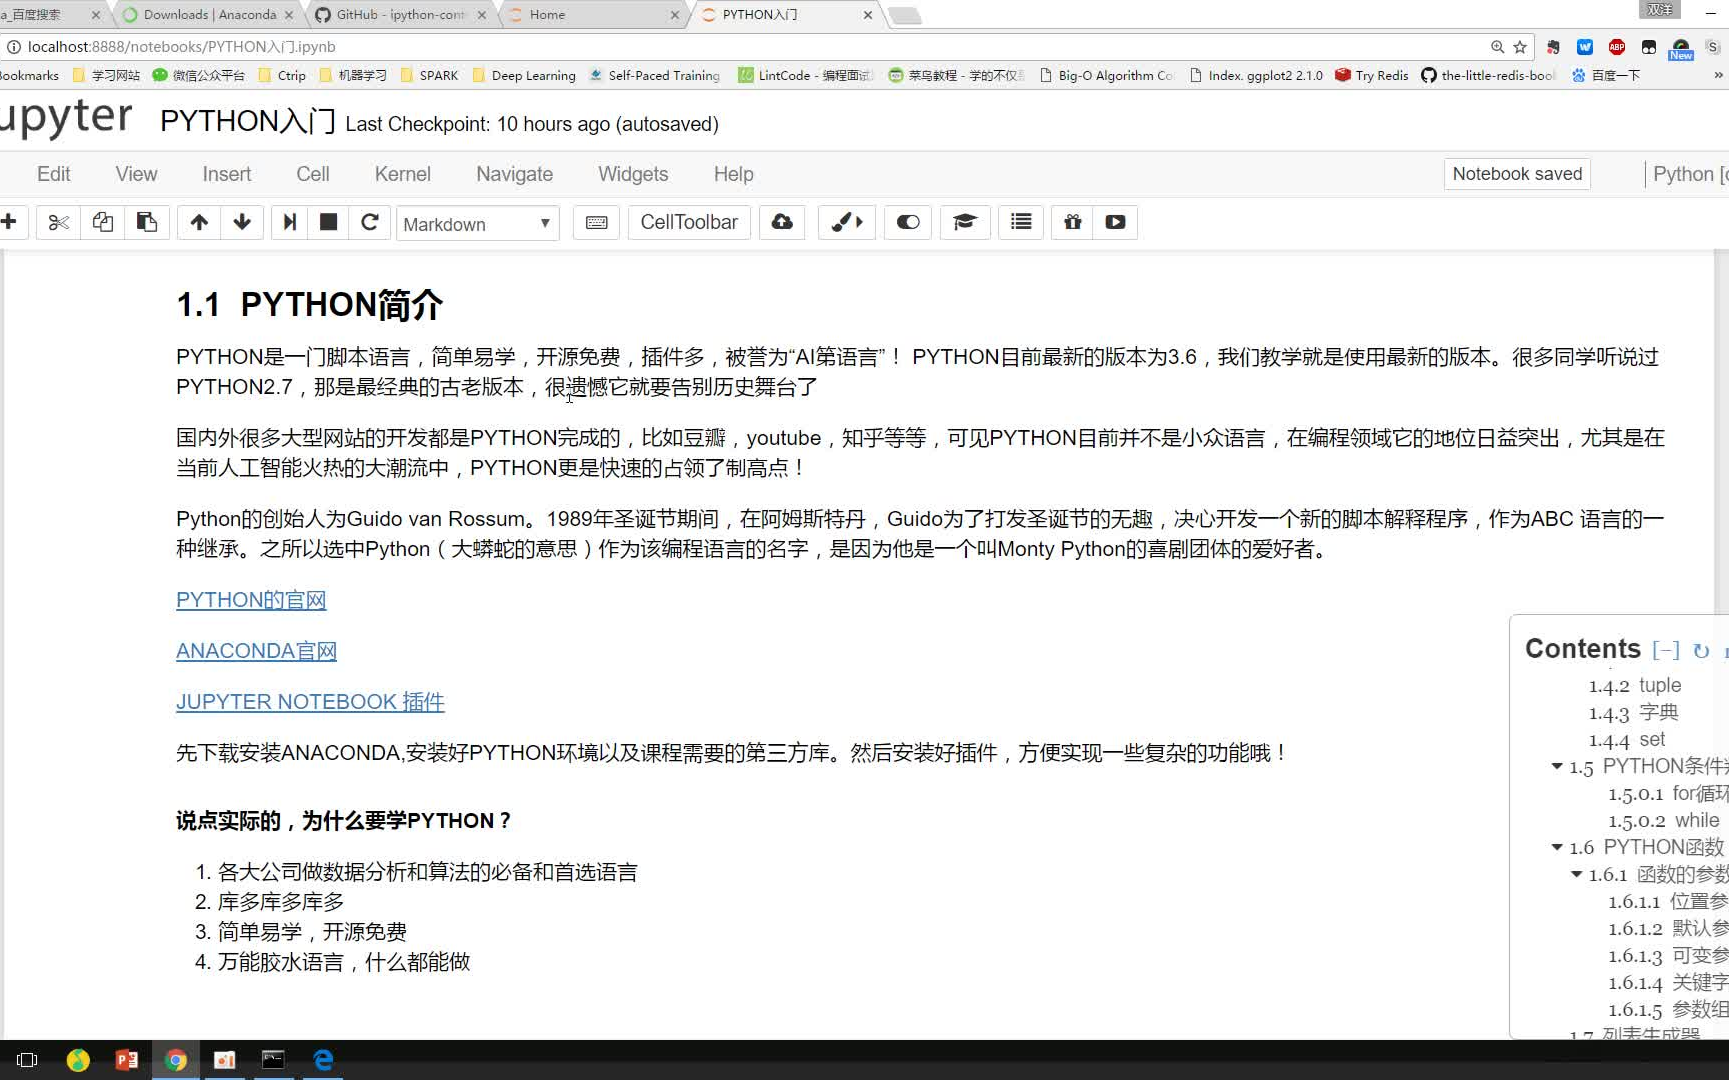 a_百度搜索
Downloads | Anaconda
GitHub - ipython-cont
Home
PYTHON入门
双洋
localhost:8888/notebooks/PYTHON入门.ipynb
ABP
New
Bookmarks
学习网站
微信公众平台
Ctrip
机器学习
SPARK
Deep Learning
Self-Paced Training
LintCode - 编程面试
菜鸟教程 - 学的不仅
Big-O Algorithm Co
Index. ggplot2 2.1.0
Try Redis
the-little-redis-boo
百度一下
»
upyter PYTHON入门 Last Checkpoint: 10 hours ago (autosaved)
Edit View Insert Cell Kernel Navigate Widgets Help Notebook saved Python [
Markdown CellToolbar
1.1 PYTHON简介
PYTHON是一门脚本语言，简单易学，开源免费，插件多，被誉为“AI第语言”！ PYTHON目前最新的版本为3.6，我们教学就是使用最新的版本。很多同学听说过
PYTHON2.7，那是最经典的古老版本，很遗憾它就要告别历史舞台了
国内外很多大型网站的开发都是PYTHON完成的，比如豆瓣，youtube，知乎等等，可见PYTHON目前并不是小众语言，在编程领域它的地位日益突出，尤其是在
当前人工智能火热的大潮流中，PYTHON更是快速的占领了制高点！
Python的创始人为Guido van Rossum。1989年圣诞节期间，在阿姆斯特丹，Guido为了打发圣诞节的无趣，决心开发一个新的脚本解释程序，作为ABC 语言的一
种继承。之所以选中Python（大蟒蛇的意思）作为该编程语言的名字，是因为他是一个叫Monty Python的喜剧团体的爱好者。
PYTHON的官网
ANACONDA官网
JUPYTER NOTEBOOK 插件
先下载安装ANACONDA,安装好PYTHON环境以及课程需要的第三方库。然后安装好插件，方便实现一些复杂的功能哦！
说点实际的，为什么要学PYTHON？
1. 各大公司做数据分析和算法的必备和首选语言
2. 库多库多库多
3. 简单易学，开源免费
4. 万能胶水语言，什么都能做
Contents [-]
1.4.2 tuple
1.4.3 字典
1.4.4 set
1.5 PYTHON条件
1.5.0.1 for循环
1.5.0.2 while
1.6 PYTHON函数
1.6.1 函数的参数
1.6.1.1 位置参
1.6.1.2 默认参
1.6.1.3 可变参
1.6.1.4 关键字
1.6.1.5 参数组
1.7 列表生成器